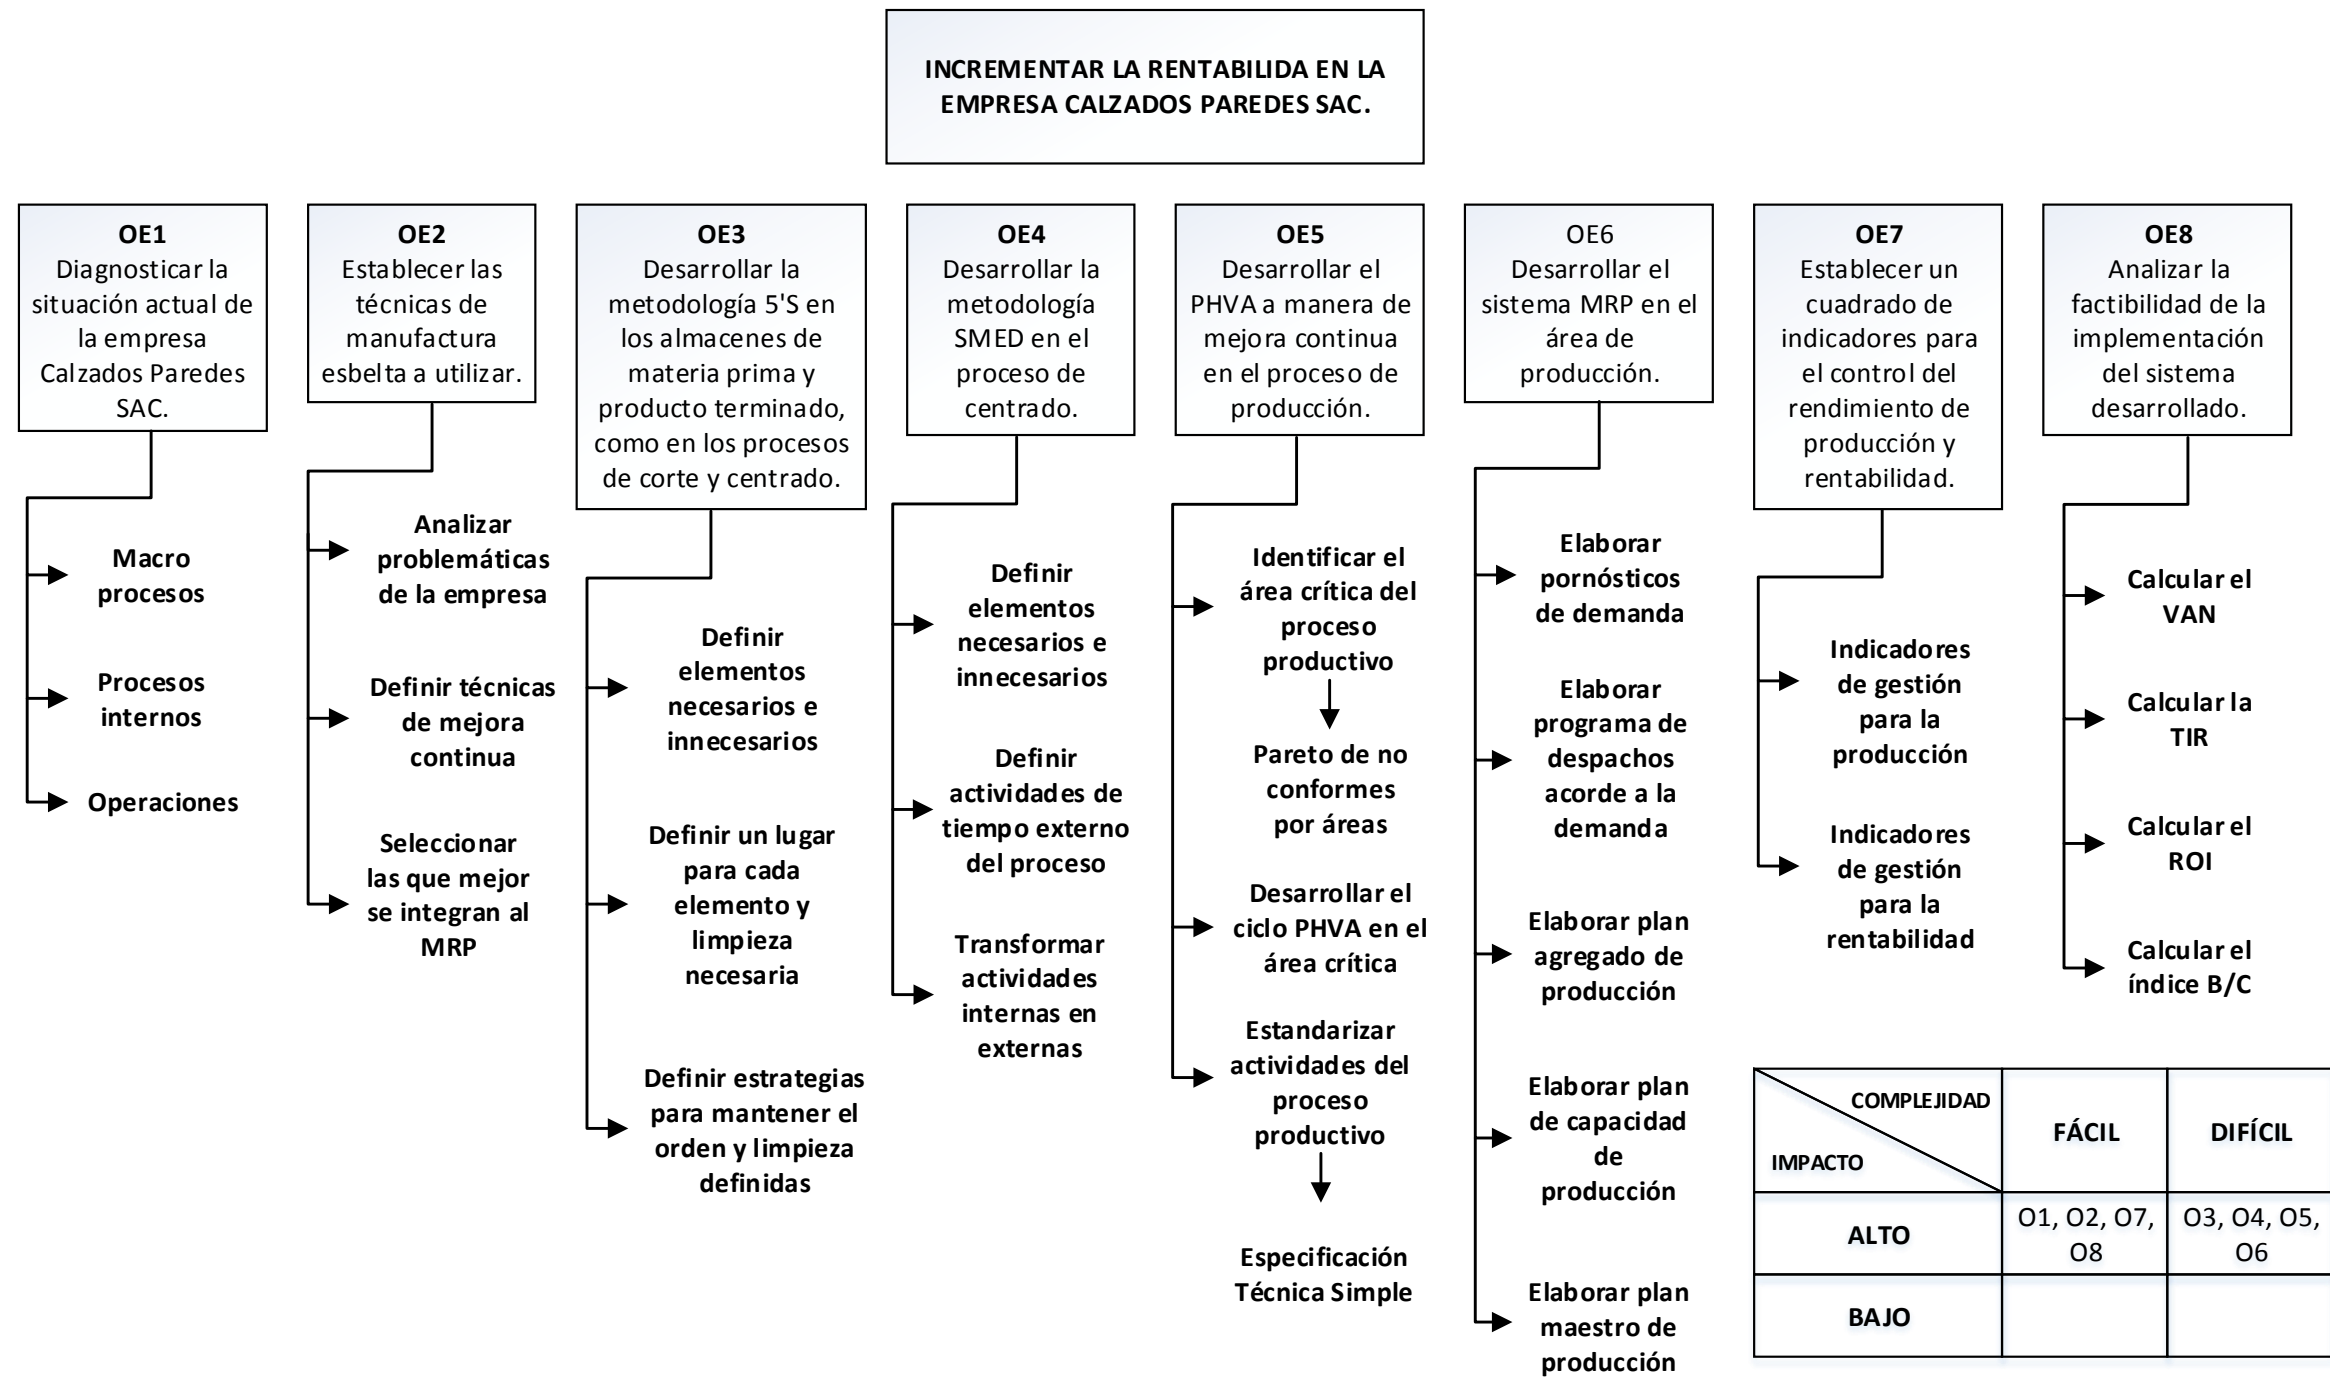 INCREMENTAR LA RENTABILIDA EN LA
EMPRESA CALZADOS PAREDES SAC.
OE1
Diagnosticar la
situación actual de
la empresa
Calzados Paredes
SAC.
Macro
procesos
Procesos
internos
Operaciones
OE2
Establecer las
técnicas de
manufactura
esbelta a utilizar.
Analizar
problemáticas
de la empresa
Definir técnicas
de mejora
continua
Seleccionar
las que mejor
se integran al
MRP
OE3
Desarrollar la
metodología 5'S en
los almacenes de
materia prima y
producto terminado,
como en los procesos
de corte y centrado.
Definir
elementos
necesarios e
innecesarios
Definir un lugar
para cada
elemento y
limpieza
necesaria
Definir estrategias
para mantener el
orden y limpieza
definidas
OE4
Desarrollar la
metodología
SMED en el
proceso de
centrado.
Definir
elementos
necesarios e
innecesarios
Definir
actividades de
tiempo externo
del proceso
Transformar
actividades
internas en
externas
OE5
Desarrollar el
PHVA a manera de
mejora continua
en el proceso de
producción.
Identificar el
área crítica del
proceso
productivo
Pareto de no
conformes
por áreas
Desarrollar el
ciclo PHVA en el
área crítica
Estandarizar
actividades del
proceso
productivo
Especificación
Técnica Simple
OE6
Desarrollar el
sistema MRP en el
área de
producción.
Elaborar
pornósticos
de demanda
Elaborar
programa de
despachos
acorde a la
demanda
Elaborar plan
agregado de
producción
Elaborar plan
de capacidad
de
producción
Elaborar plan
maestro de
producción
OE7
Establecer un
cuadrado de
indicadores para
el control del
rendimiento de
producción y
rentabilidad.
Indicadores
de gestión
para la
producción
Indicadores
de gestión
para la
rentabilidad
OE8
Analizar la
factibilidad de la
implementación
del sistema
desarrollado.
Calcular el
VAN
Calcular la
TIR
Calcular el
ROI
Calcular el
índice B/C
COMPLEJIDAD
IMPACTO
FÁCIL
DIFÍCIL
ALTO
O1, O2, O7,
O8
O3, O4, O5,
O6
BAJO